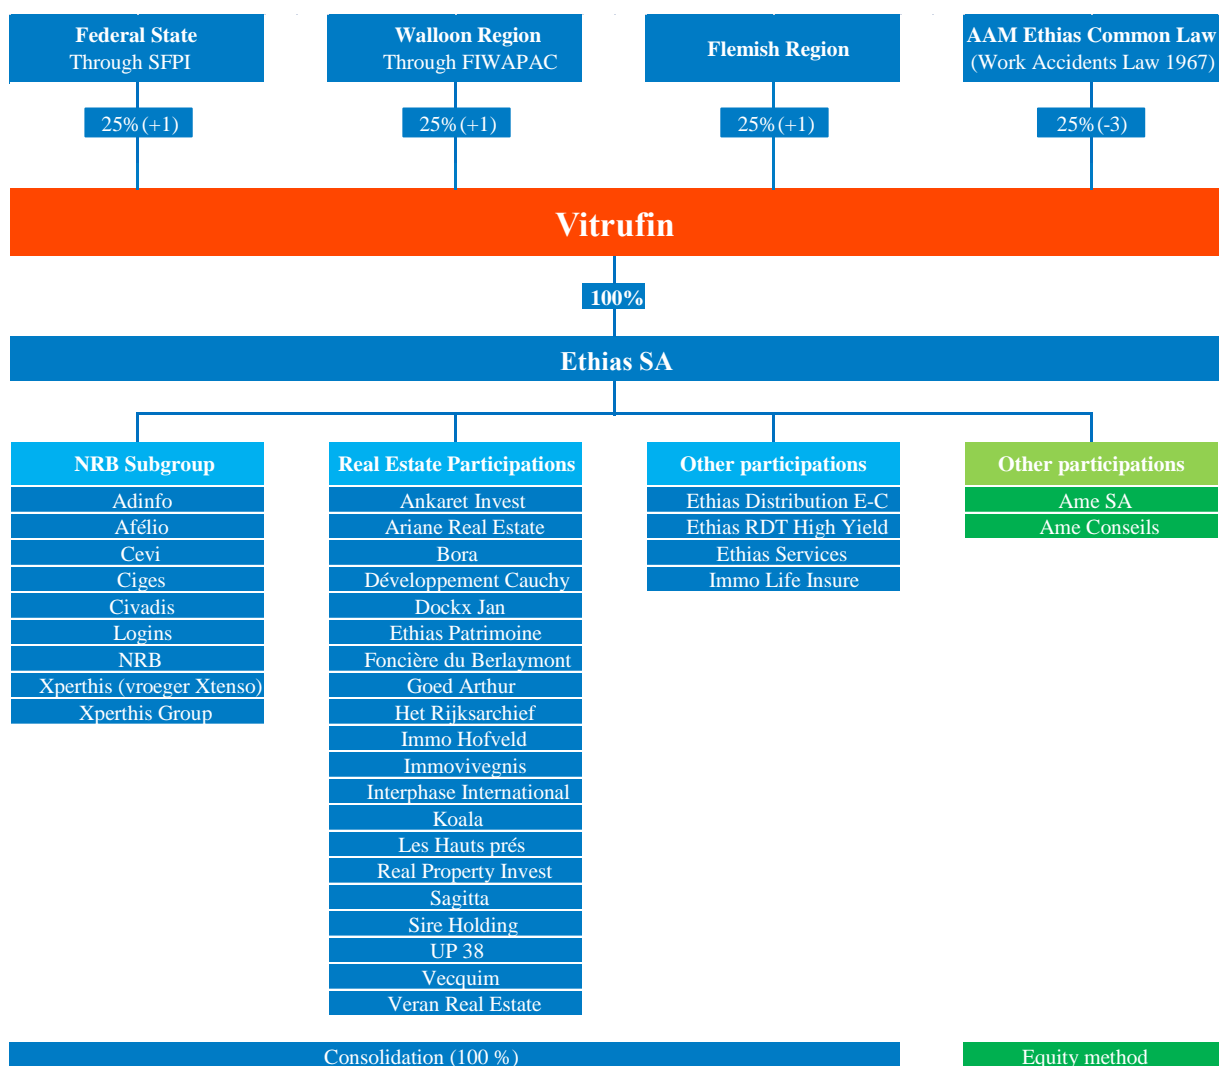 Federal State
Through SFPI
Walloon Region
Through FIWAPAC
Flemish Region
AAM Ethias Common Law
(Work Accidents Law 1967)
25% (+1)
25% (+1)
25% (+1)
25% (-3)
Vitrufin
100%
Ethias SA
NRB Subgroup
Adinfo
Afélio
Cevi
Ciges
Civadis
Logins
NRB
Xperthis (vroeger Xtenso)
Xperthis Group
Real Estate Participations
Ankaret Invest
Ariane Real Estate
Bora
Développement Cauchy
Dockx Jan
Ethias Patrimoine
Foncière du Berlaymont
Goed Arthur
Het Rijksarchief
Immo Hofveld
Immovivegnis
Interphase International
Koala
Les Hauts prés
Real Property Invest
Sagitta
Sire Holding
UP 38
Vecquim
Veran Real Estate
Other participations
Ethias Distribution E-C
Ethias RDT High Yield
Ethias Services
Immo Life Insure
Other participations
Ame SA
Ame Conseils
Consolidation (100 %)
Equity method